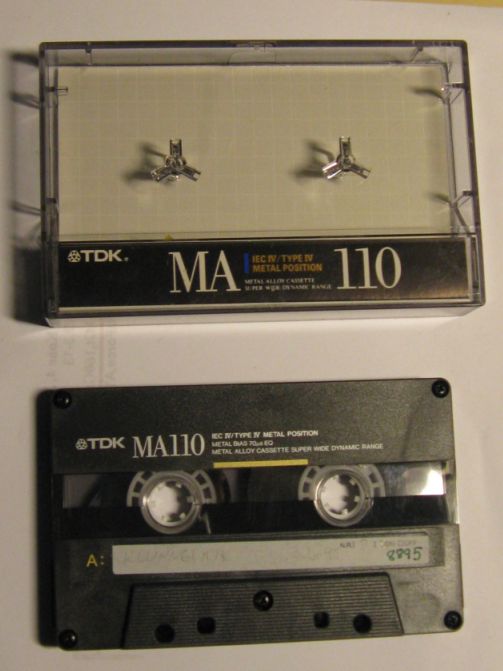 TDK.
MA
IEC IV/TYPE IV
METAL POSITION
METAL ALLOY CASSETTE
SUPER WIDE DYNAMIC RANGE
110
TDK
MA110
IEC IV/TYPE IV METAL POSITION
METAL BIAS 70µs EQ
METAL ALLOY CASSETTE SUPER WIDE DYNAMIC RANGE
A:
8895